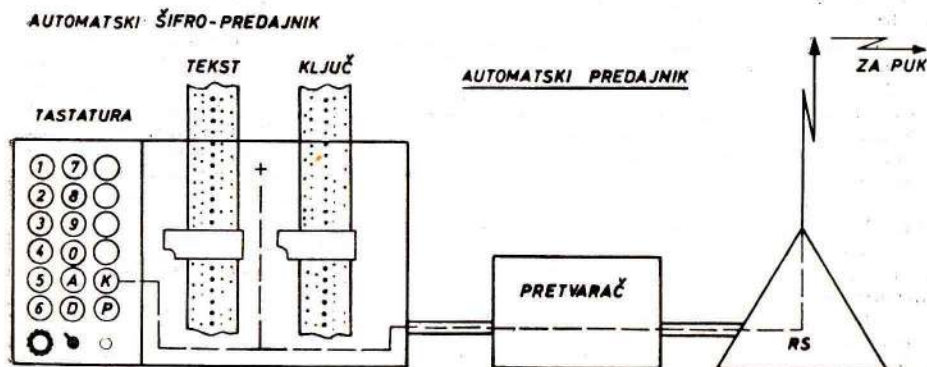 AUTOMATSKI ŠIFRO-PREDAJNIK
TEKST KLJUČ
AUTOMATSKI PREDAJNIK
ZA PUK
TASTATURA
1 7
2 8
3 9
4 0
5 A K
6 D P
+
PRETVARAČ
RS